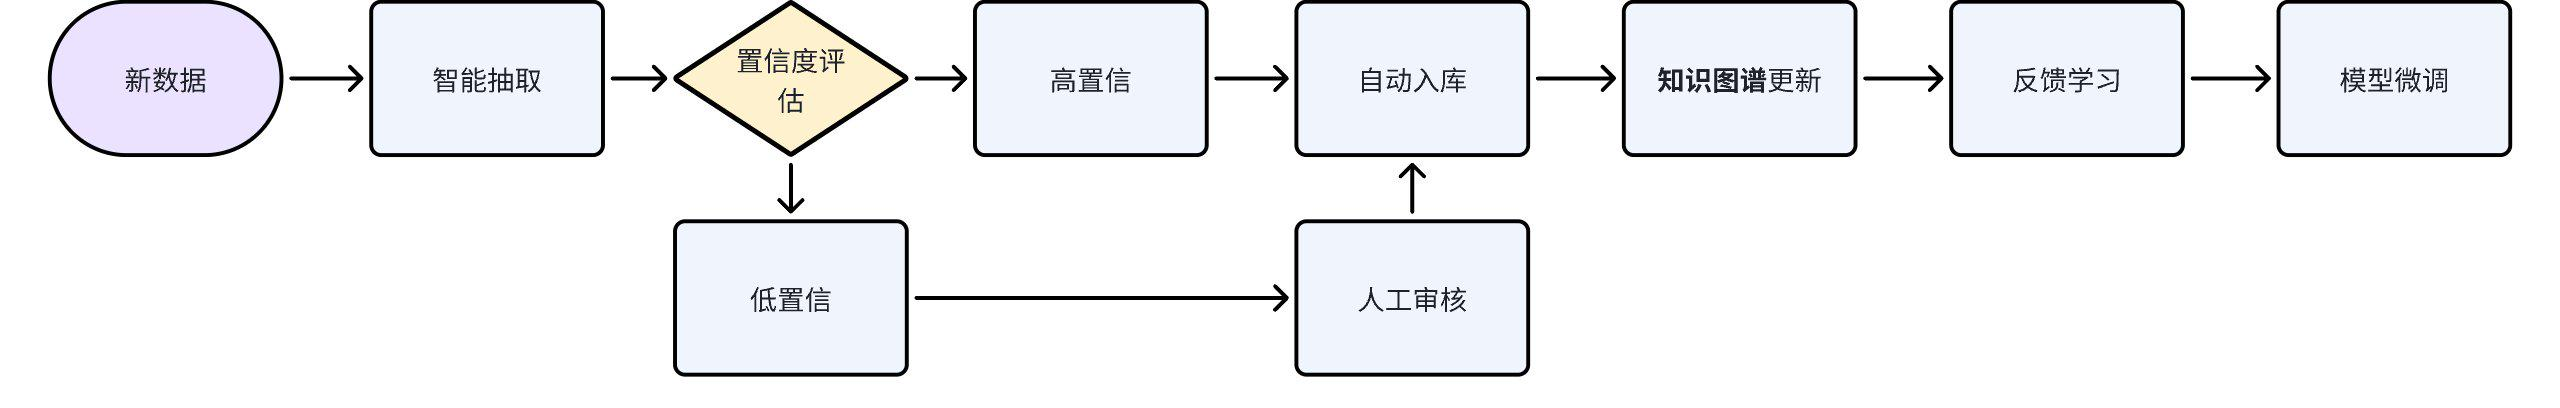 新数据
智能抽取
置信度评
估
高置信
自动入库
知识图谱更新
反馈学习
模型微调
低置信
人工审核